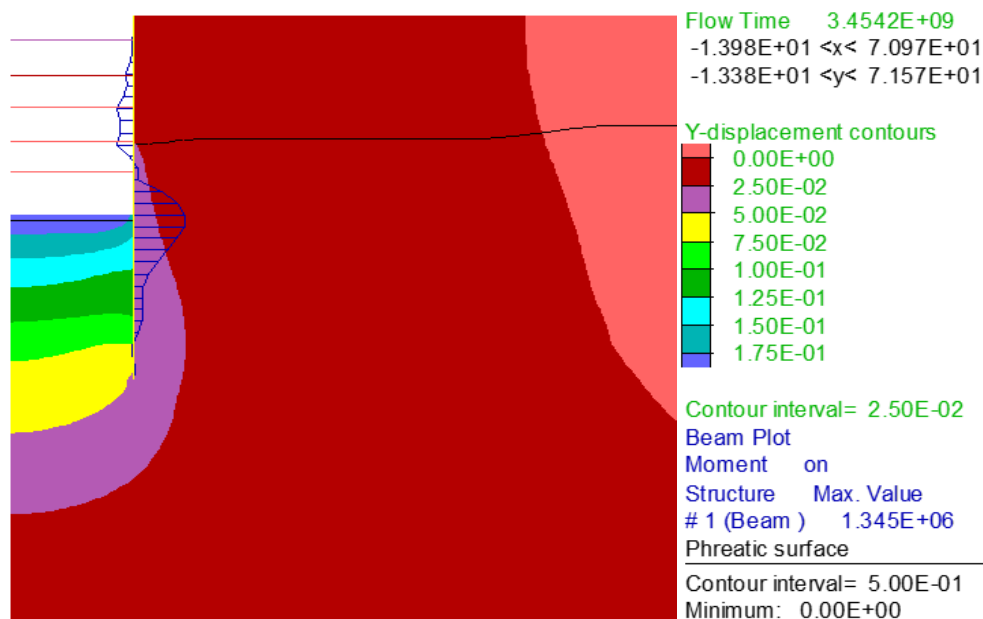 Flow Time 3.4542E+09
-1.398E+01 <x< 7.097E+01
-1.338E+01 <y< 7.157E+01
Y-displacement contours
0.00E+00
2.50E-02
5.00E-02
7.50E-02
1.00E-01
1.25E-01
1.50E-01
1.75E-01
Contour interval= 2.50E-02
Beam Plot
Moment on
Structure Max. Value
# 1 (Beam ) 1.345E+06
Phreatic surface
Contour interval= 5.00E-01
Minimum: 0.00E+00